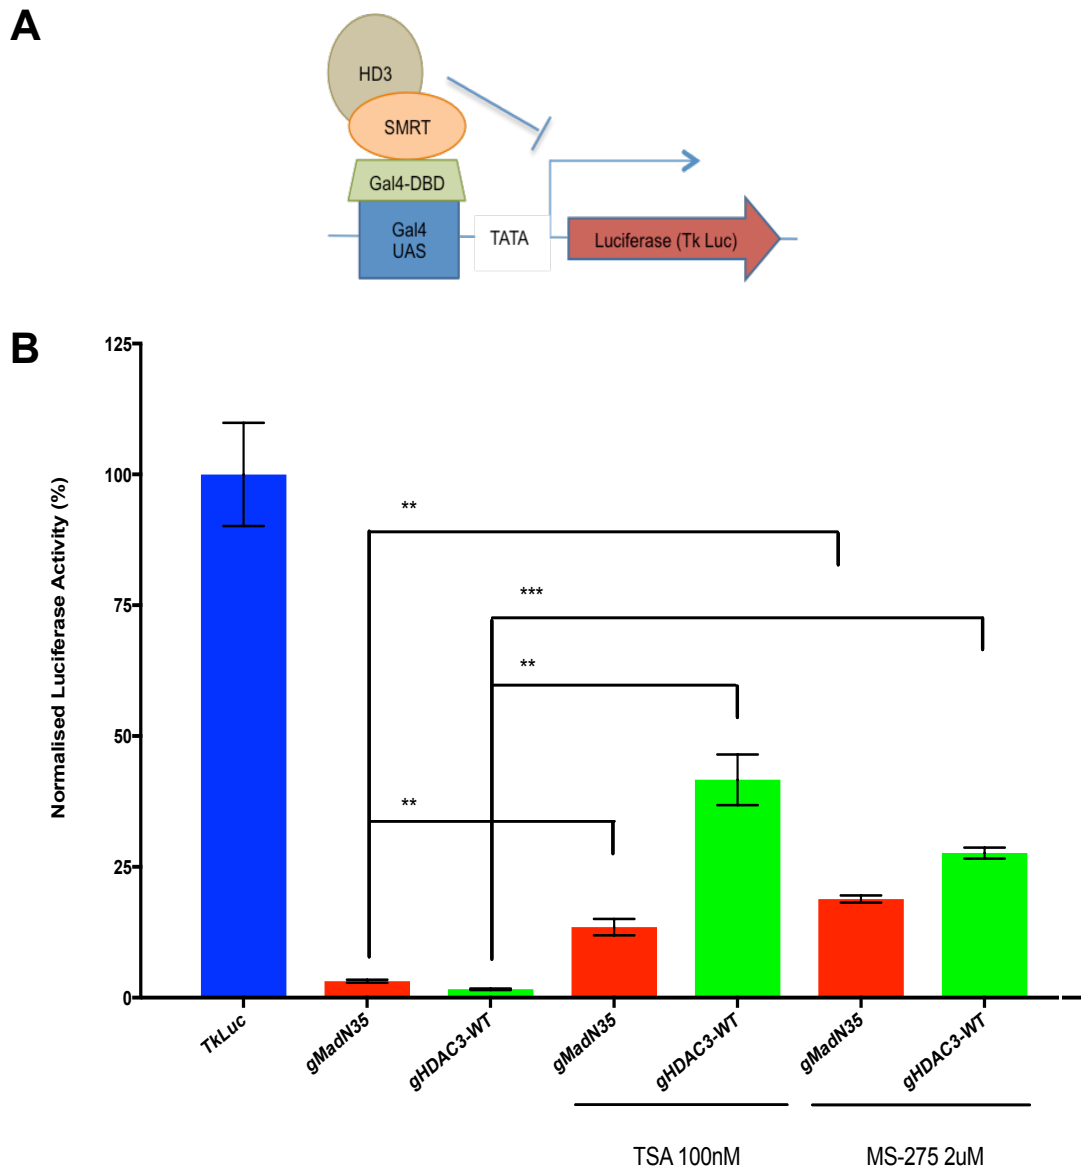 A
HD3
SMRT
Gal4-DBD
Gal4
UAS
TATA
Luciferase (Tk Luc)
B
Normalised Luciferase Activity (%)
125
100
75
50
25
0
**
***
**
**
TkLuc
gMadN35
gHDAC3-WT
gMadN35
gHDAC3-WT
gMadN35
gHDAC3-WT
TSA 100nM
MS-275 2uM